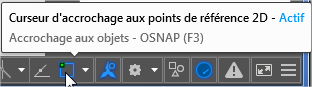 Curseur d'accrochage aux points de référence 2D - Actif
Accrochage aux objets - OSNAP (F3)